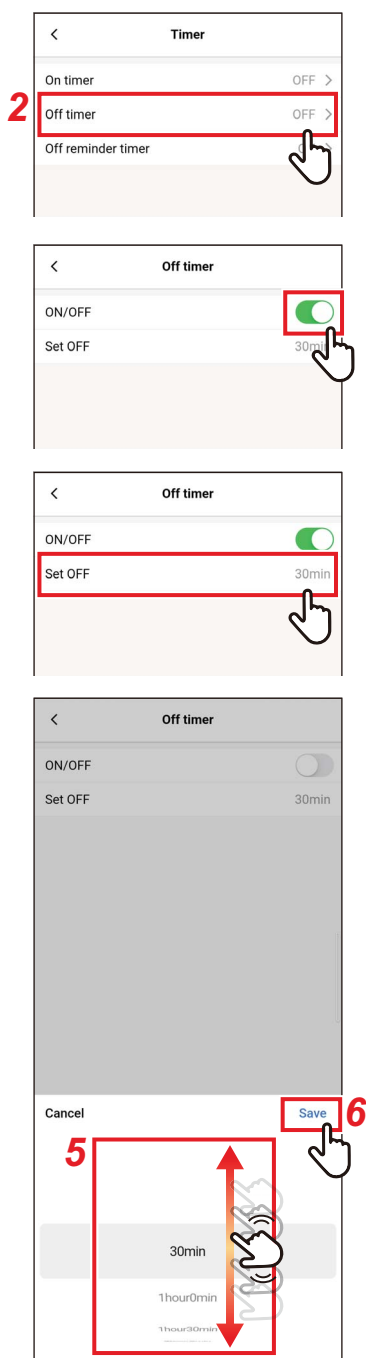 Timer
On timer OFF
2
Off timer OFF
Off reminder timer
Off timer
ON/OFF
Set OFF 30min
Off timer
ON/OFF
Set OFF 30min
Off timer
ON/OFF
Set OFF 30min
Cancel Save 6
5
30min
1hour0min
1hour30min